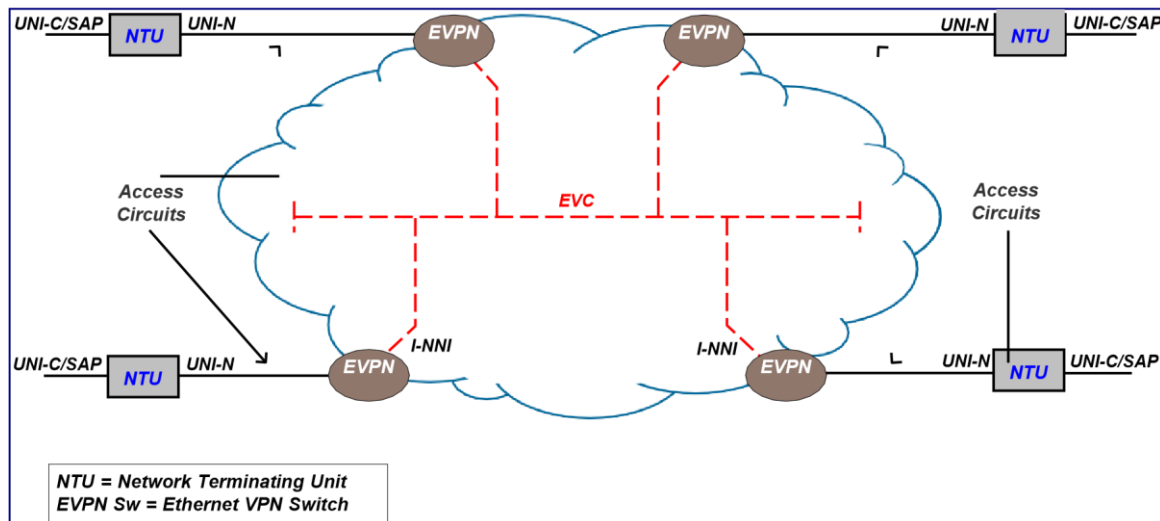 UNI-C/SAP
NTU
UNI-N
EVPN
EVPN
UNI-N
NTU
UNI-C/SAP
Access
Circuits
EVC
Access
Circuits
UNI-C/SAP
NTU
UNI-N
EVPN
I-NNI
I-NNI
EVPN
UNI-N
NTU
UNI-C/SAP
NTU = Network Terminating Unit
EVPN Sw = Ethernet VPN Switch